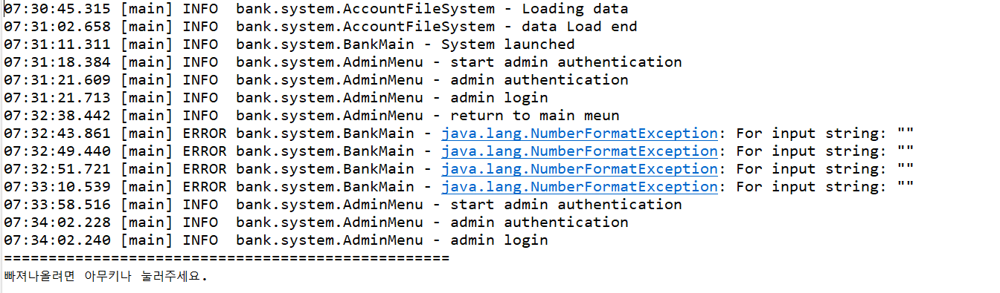 07:30:45.315 [main] INFO  bank.system.AccountFileSystem - Loading data
07:31:02.658 [main] INFO  bank.system.AccountFileSystem - data Load end
07:31:11.311 [main] INFO  bank.system.BankMain - System launched
07:31:18.384 [main] INFO  bank.system.AdminMenu - start admin authentication
07:31:21.609 [main] INFO  bank.system.AdminMenu - admin authentication
07:31:21.713 [main] INFO  bank.system.AdminMenu - admin login
07:32:38.442 [main] INFO  bank.system.AdminMenu - return to main meun
07:32:43.861 [main] ERROR bank.system.BankMain - java.lang.NumberFormatException: For input string: ""
07:32:49.440 [main] ERROR bank.system.BankMain - java.lang.NumberFormatException: For input string: ""
07:32:51.721 [main] ERROR bank.system.BankMain - java.lang.NumberFormatException: For input string: ""
07:33:10.539 [main] ERROR bank.system.BankMain - java.lang.NumberFormatException: For input string: ""
07:33:58.516 [main] INFO  bank.system.AdminMenu - start admin authentication
07:34:02.228 [main] INFO  bank.system.AdminMenu - admin authentication
07:34:02.240 [main] INFO  bank.system.AdminMenu - admin login
==================================================
빠져나올려면 아무키나 눌러주세요.